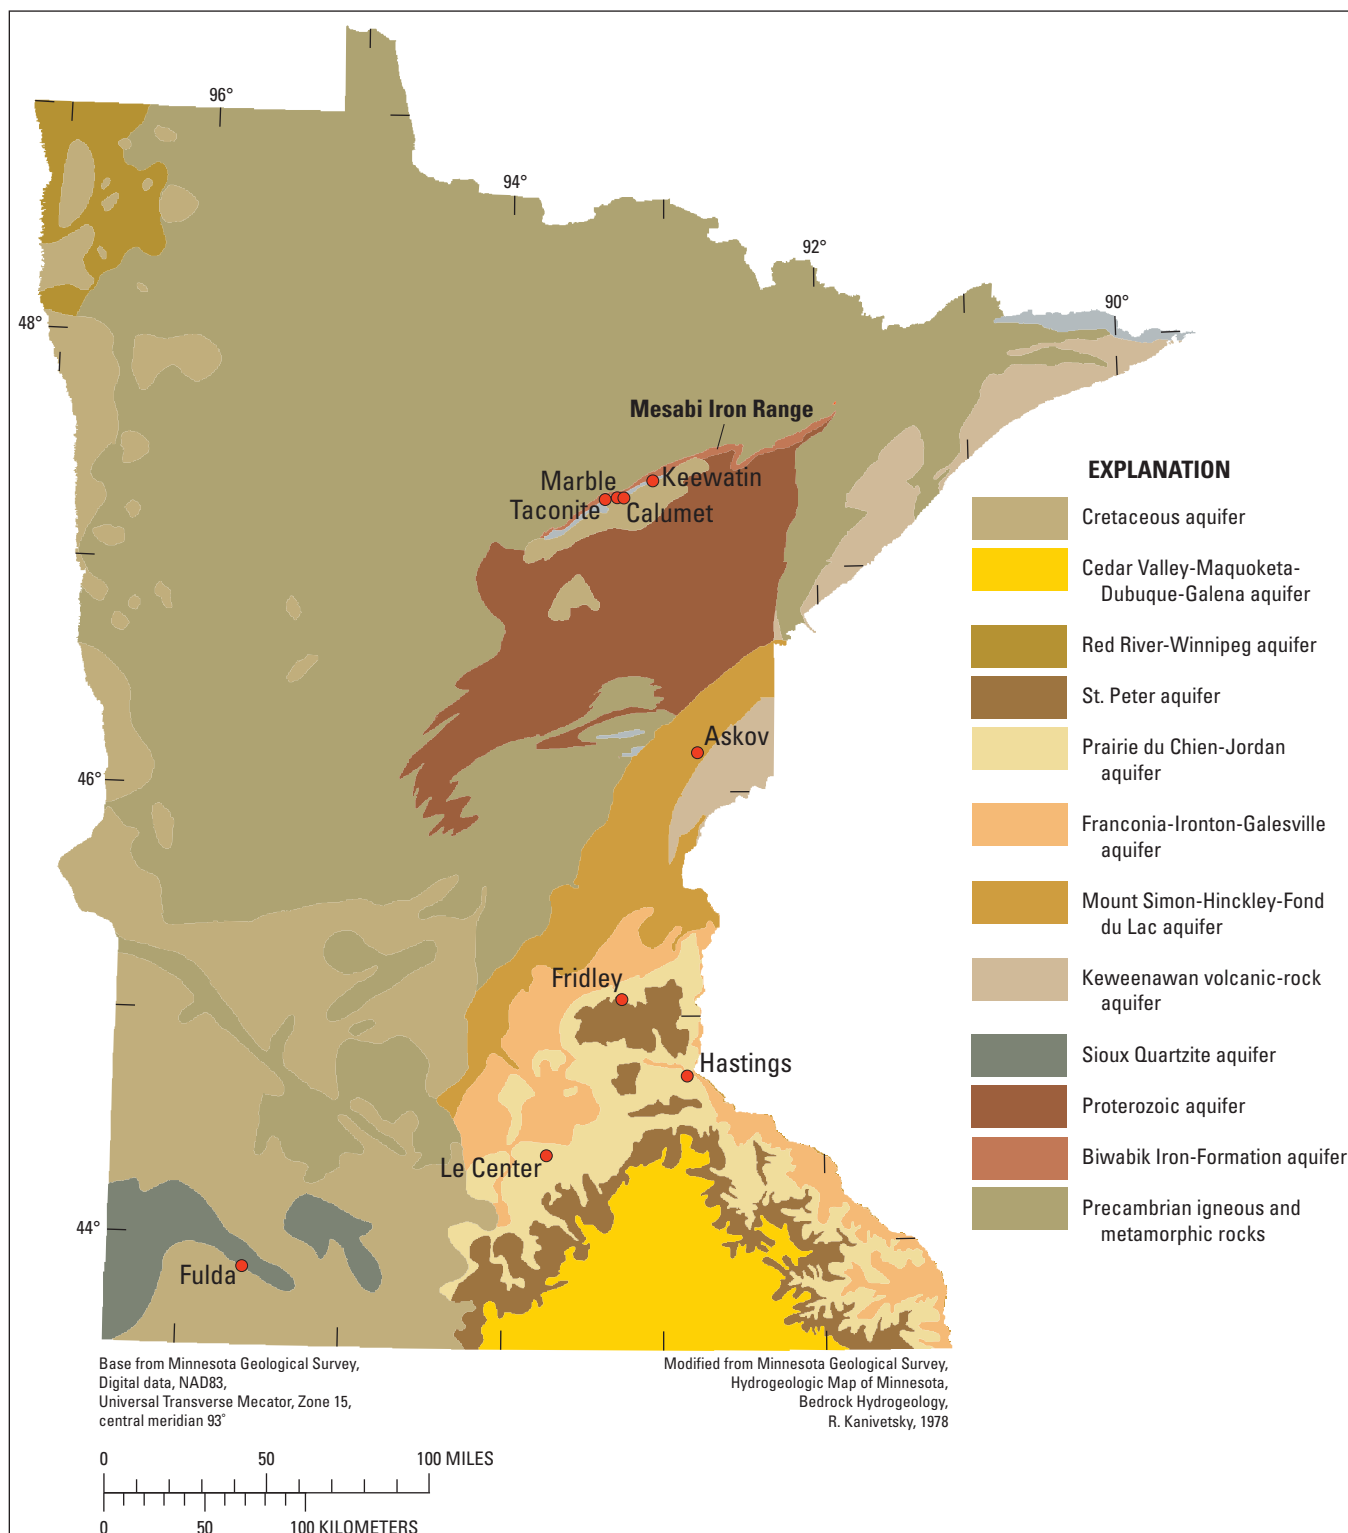 96°
94°
92°
90°
48°
Mesabi Iron Range
Marble
Keewatin
Taconite
Calumet
Askov
46°
Fridley
Hastings
Le Center
44°
Fulda
EXPLANATION
Cretaceous aquifer
Cedar Valley-Maquoketa-
Dubuque-Galena aquifer
Red River-Winnipeg aquifer
St. Peter aquifer
Prairie du Chien-Jordan
aquifer
Franconia-Ironton-Galesville
aquifer
Mount Simon-Hinckley-Fond
du Lac aquifer
Keweenawan volcanic-rock
aquifer
Sioux Quartzite aquifer
Proterozoic aquifer
Biwabik Iron-Formation aquifer
Precambrian igneous and
metamorphic rocks
Base from Minnesota Geological Survey,
Digital data, NAD83,
Universal Transverse Mecator, Zone 15,
central meridian 93°
Modified from Minnesota Geological Survey,
Hydrogeologic Map of Minnesota,
Bedrock Hydrogeology,
R. Kanivetsky, 1978
0 50 100 MILES
0 50 100 KILOMETERS